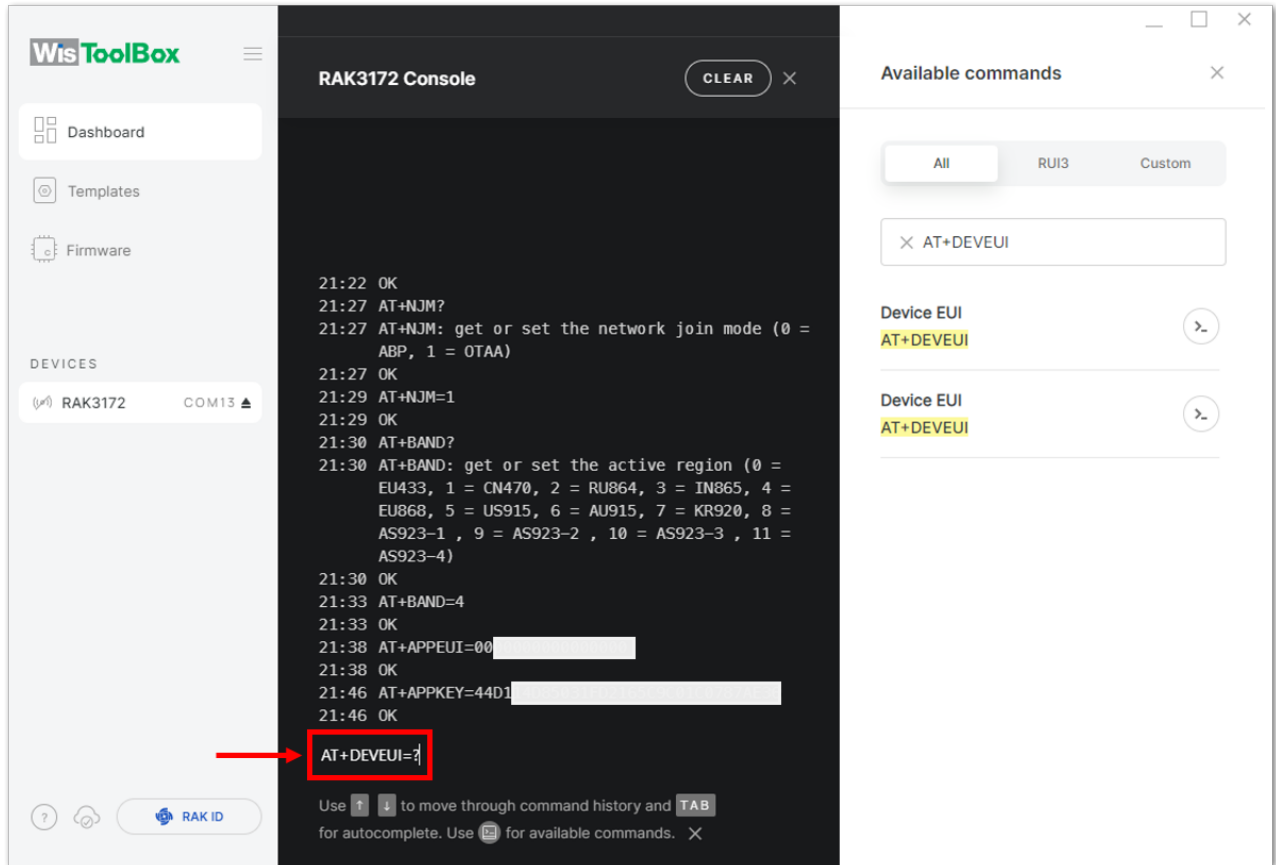 WisToolBox
Dashboard
Templates
Firmware
DEVICES
RAK3172 COM13
? RAK ID
RAK3172 Console CLEAR
21:22 OK
21:27 AT+NJM?
21:27 AT+NJM: get or set the network join mode (0 =
ABP, 1 = OTAA)
21:27 OK
21:29 AT+NJM=1
21:29 OK
21:30 AT+BAND?
21:30 AT+BAND: get or set the active region (0 =
EU433, 1 = CN470, 2 = RU864, 3 = IN865, 4 =
EU868, 5 = US915, 6 = AU915, 7 = KR920, 8 =
AS923-1 , 9 = AS923-2 , 10 = AS923-3 , 11 =
AS923-4)
21:30 OK
21:33 AT+BAND=4
21:33 OK
21:38 AT+APPEUI=00
21:38 OK
21:46 AT+APPKEY=44D1
21:46 OK
AT+DEVEUI=?
Use ↑ ↓ to move through command history and TAB
for autocomplete. Use for available commands.
Available commands
All RUI3 Custom
AT+DEVEUI
Device EUI
AT+DEVEUI
Device EUI
AT+DEVEUI